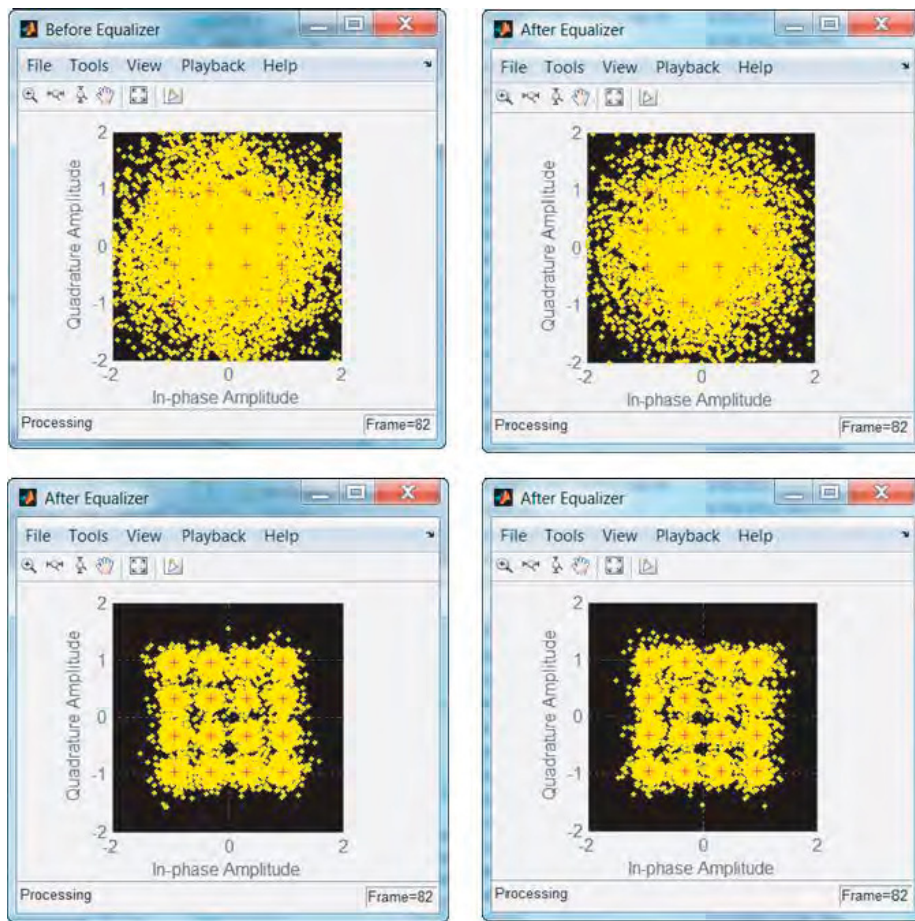 Before Equalizer
File Tools View Playback Help
2
1
0
-1
-2
-2 0 2
Quadrature Amplitude
In-phase Amplitude
Processing Frame=82
After Equalizer
File Tools View Playback Help
2
1
0
-1
-2
-2 0 2
Quadrature Amplitude
In-phase Amplitude
Processing Frame=82
After Equalizer
File Tools View Playback Help
2
1
0
-1
-2
-2 0 2
Quadrature Amplitude
In-phase Amplitude
Processing Frame=82
After Equalizer
File Tools View Playback Help
2
1
0
-1
-2
-2 0 2
Quadrature Amplitude
In-phase Amplitude
Processing Frame=82